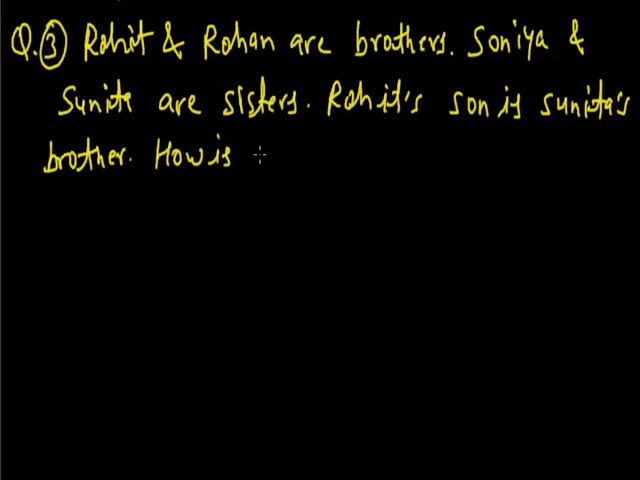 Q.③ Rohit & Rohan are brothers. Soniya &
Sunita are sisters. Rohit's son is sunita's
brother. How is